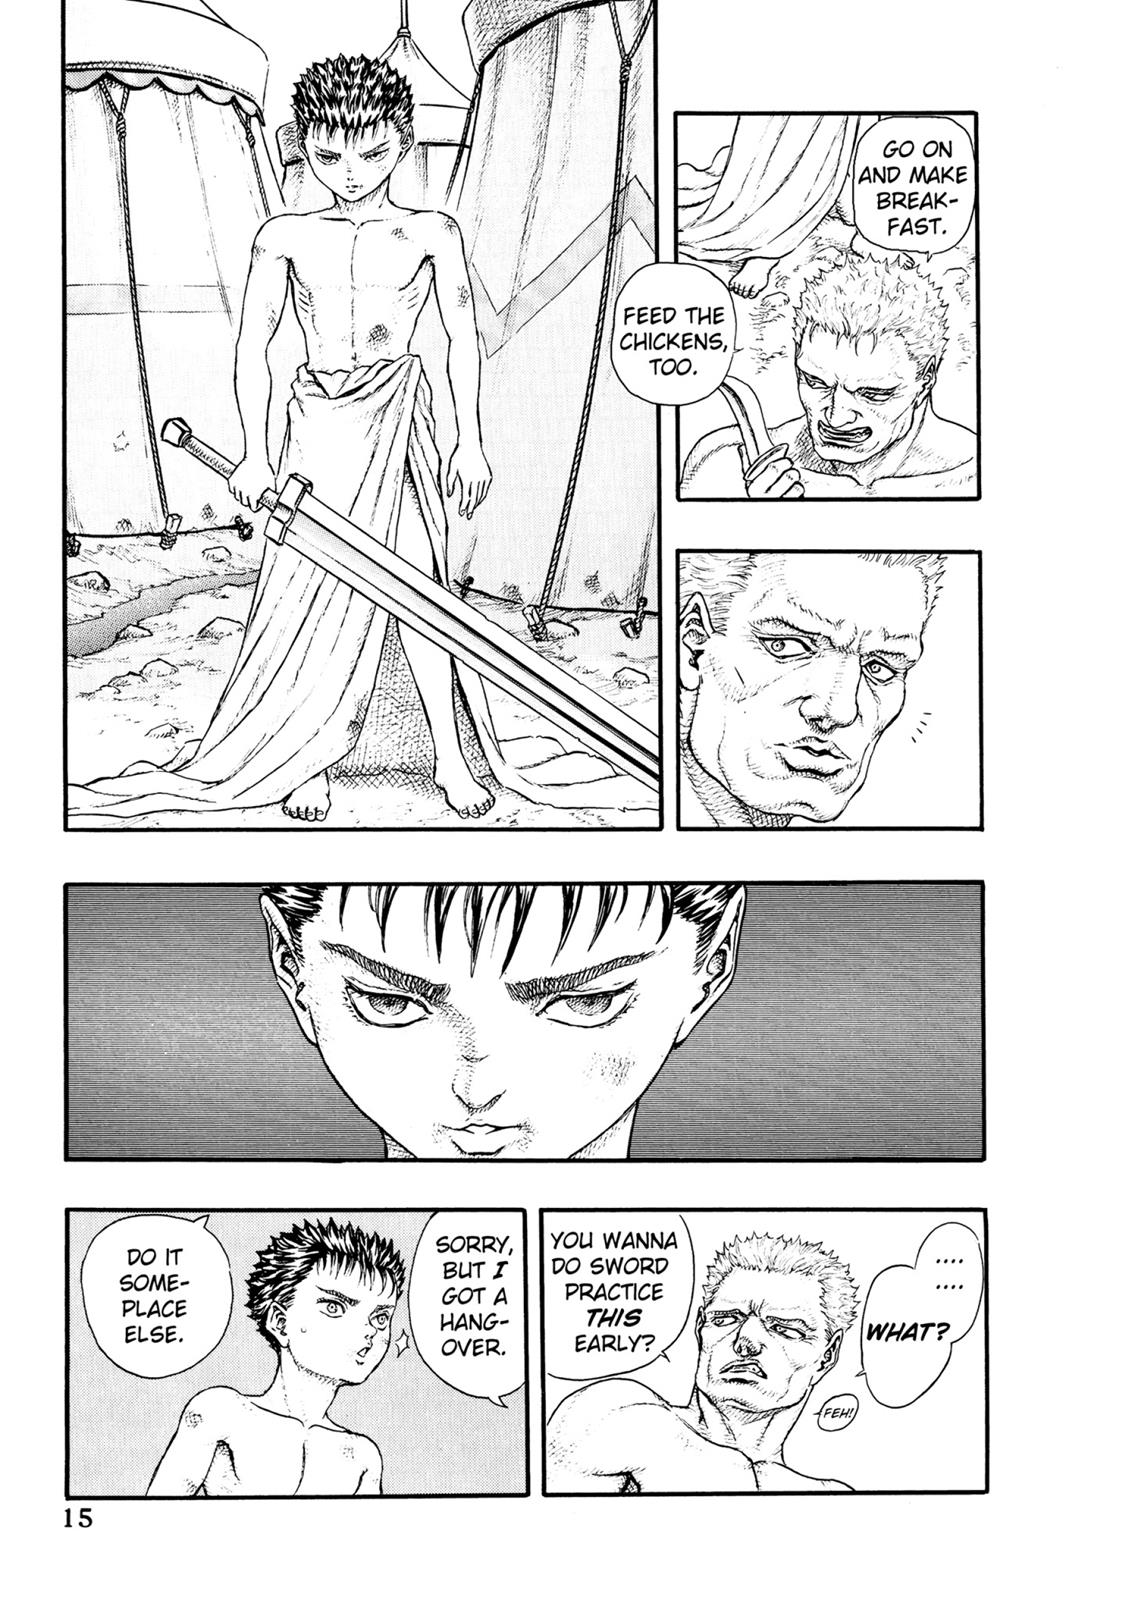 GO ON
AND MAKE
BREAK-
FAST.
FEED THE
CHICKENS,
TOO.
....
....
WHAT?
FEH!
YOU WANNA
DO SWORD
PRACTICE
THIS
EARLY?
SORRY,
BUT I
GOT A
HANG-
OVER.
DO IT
SOME-
PLACE
ELSE.
15